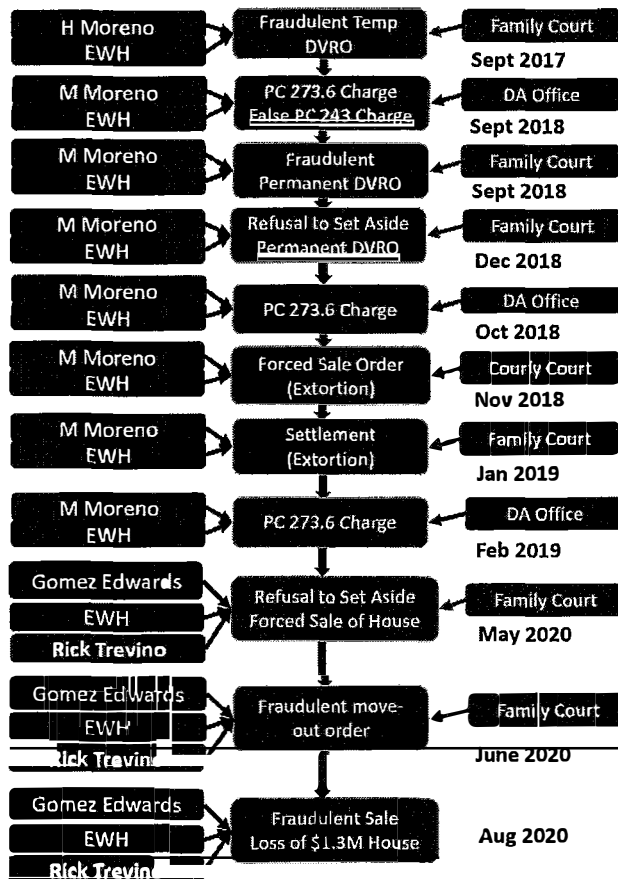 H Moreno
EWH
Fraudulent Temp
DVRO
Family Court
Sept 2017
M Moreno
EWH
PC 273.6 Charge
False PC 243 Charge
DA Office
Sept 2018
M Moreno
EWH
Fraudulent
Permanent DVRO
Family Court
Sept 2018
M Moreno
EWH
Refusal to Set Aside
Permanent DVRO
Family Court
Dec 2018
M Moreno
EWH
PC 273.6 Charge
DA Office
Oct 2018
M Moreno
EWH
Forced Sale Order
(Extortion)
Courly Court
Nov 2018
M Moreno
EWH
Settlement
(Extortion)
Family Court
Jan 2019
M Moreno
EWH
PC 273.6 Charge
DA Office
Feb 2019
Gomez Edwards
EWH
Rick Trevino
Refusal to Set Aside
Forced Sale of House
Family Court
May 2020
Gomez Edwards
EWH
Rick Trevino
Fraudulent move-
out order
Family Court
June 2020
Gomez Edwards
EWH
Rick Trevino
Fraudulent Sale
Loss of $1.3M House
Aug 2020